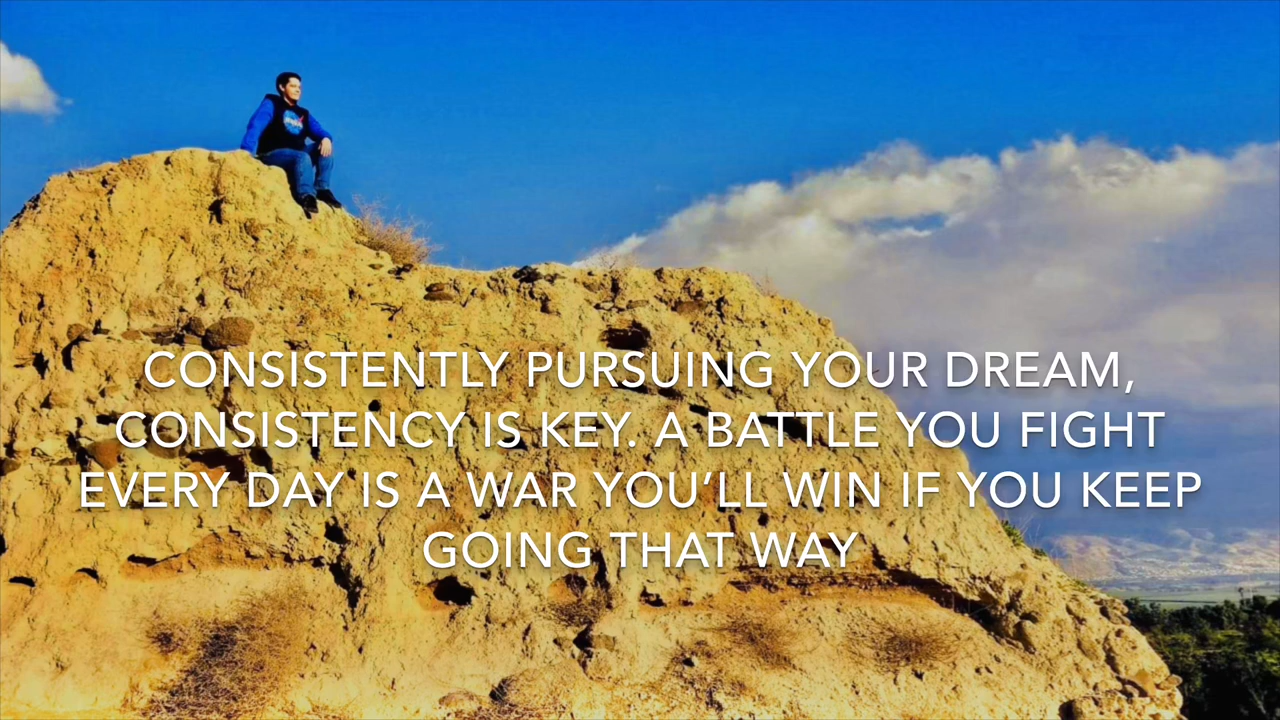 CONSISTENTLY PURSUING YOUR DREAM,
CONSISTENCY IS KEY. A BATTLE YOU FIGHT
EVERY DAY IS A WAR YOU’LL WIN IF YOU KEEP
GOING THAT WAY